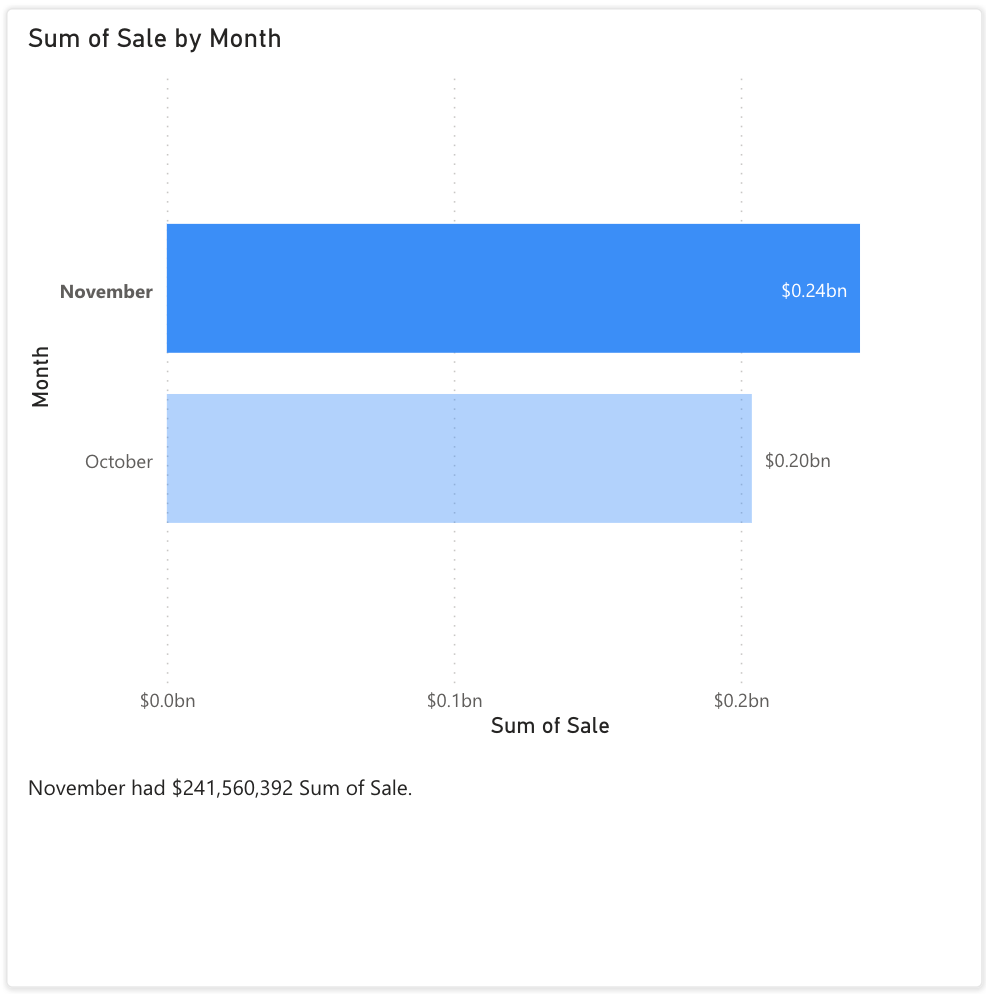 Sum of Sale by Month
November
$0.24bn
Month
October
$0.20bn
$0.0bn
$0.1bn
$0.2bn
Sum of Sale
November had $241,560,392 Sum of Sale.